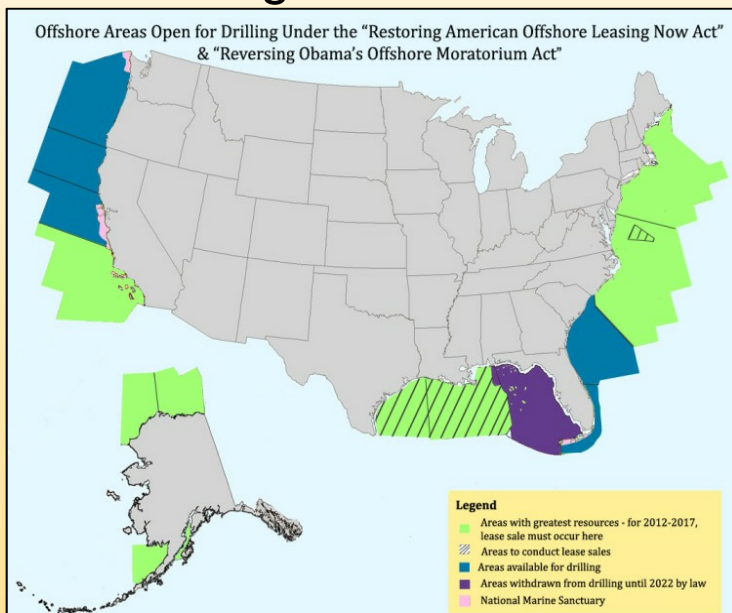 Offshore Areas Open for Drilling Under the “Restoring American Offshore Leasing Now Act”
& “Reversing Obama’s Offshore Moratorium Act”
Legend
Areas with greatest resources - for 2012-2017,
lease sale must occur here
Areas to conduct lease sales
Areas available for drilling
Areas withdrawn from drilling until 2022 by law
National Marine Sanctuary